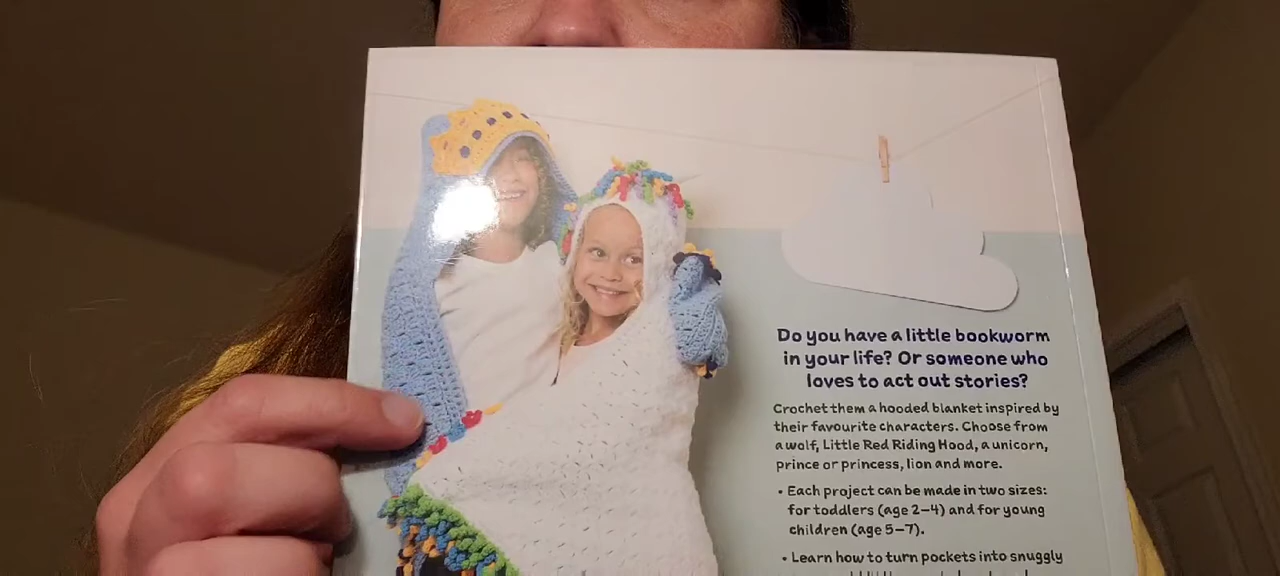 Do you have a little bookworm
in your life? Or someone who
loves to act out stories?
Crochet them a hooded blanket inspired by
their favourite characters. Choose from
a wolf, Little Red Riding Hood, a unicorn,
prince or princess, lion and more.
• Each project can be made in two sizes:
for toddlers (age 2–4) and for young
children (age 5–7).
• Learn how to turn pockets into snuggly